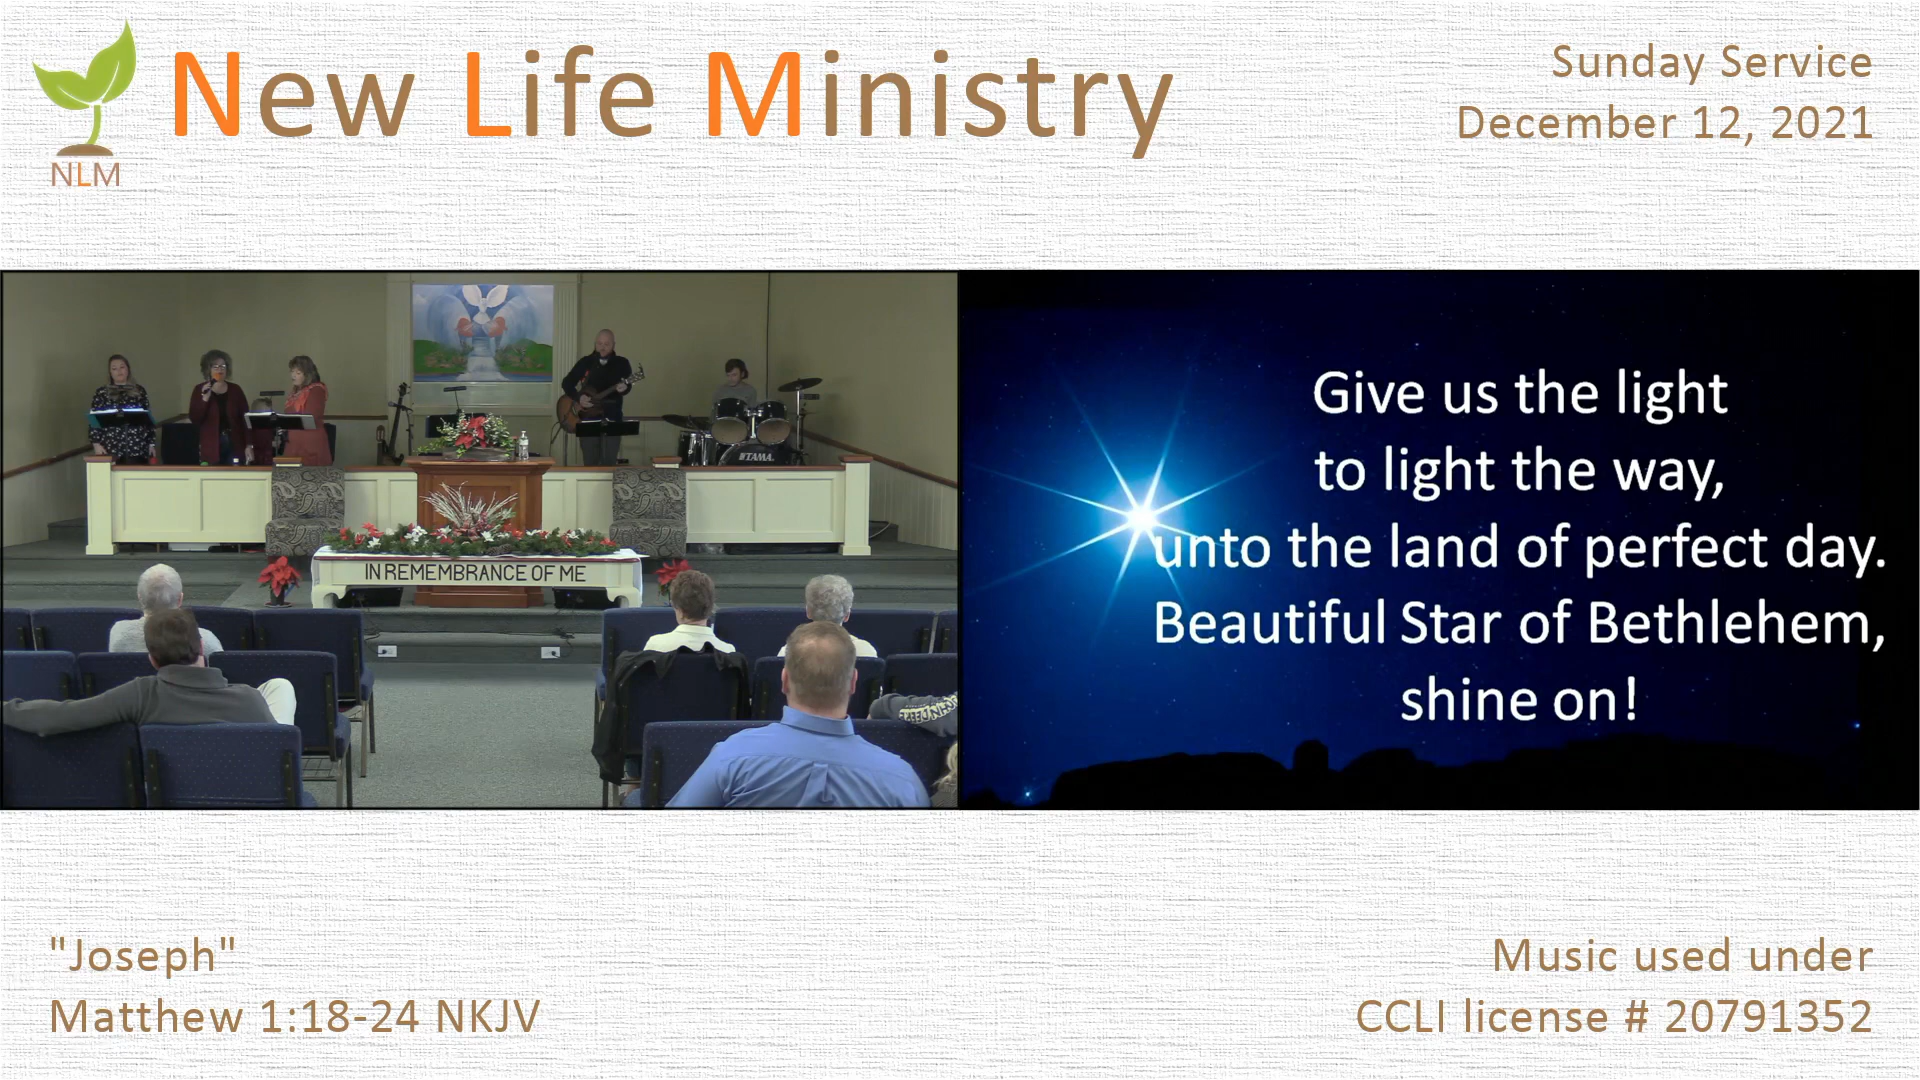 New Life Ministry
NLM
Sunday Service
December 12, 2021
TAMA.
IN REMEMBRANCE OF ME
Give us the light
to light the way,
unto the land of perfect day.
Beautiful Star of Bethlehem,
shine on!
"Joseph"
Matthew 1:18-24 NKJV
Music used under
CCLI license # 20791352